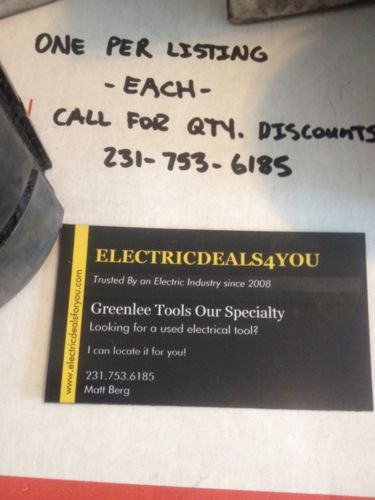 ONE PER LISTING
- EACH -
CALL FOR QTY. DISCOUNTS
231-753-6185
ELECTRICDEALS4YOU
Trusted By an Electric Industry since 2008
Greenlee Tools Our Specialty
Looking for a used electrical tool?
I can locate it for you!
231.753.6185
Matt Berg
www.electricdealsforyou.com